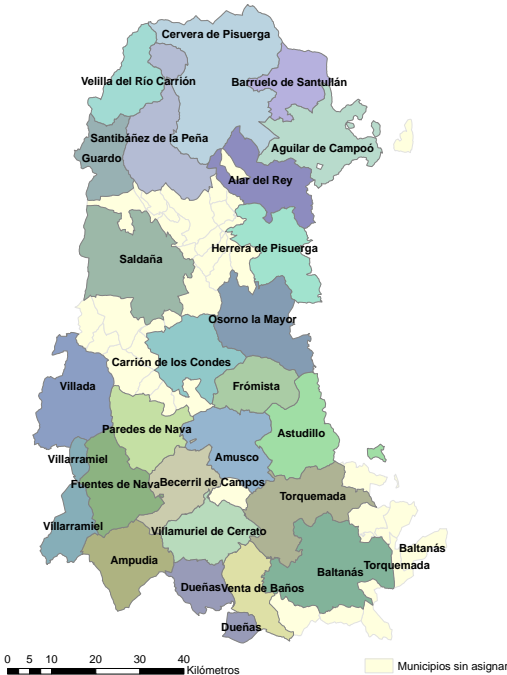 Cervera de Pisuerga
Velilla del Río Carrión
Barruelo de Santullán
Santibáñez de la Peña
Aguilar de Campoó
Guardo
Alar del Rey
Herrera de Pisuerga
Saldaña
Osorno la Mayor
Carrión de los Condes
Villada
Frómista
Paredes de Nava
Astudillo
Villarramiel
Amusco
Fuentes de Nava
Becerril de Campos
Torquemada
Villarramiel
Villamuriel de Cerrato
Baltanás
Ampudia
Torquemada
Baltanás
Dueñas
Venta de Baños
Dueñas
0 5 10 20 30 40
Kilómetros
Municipios sin asignar